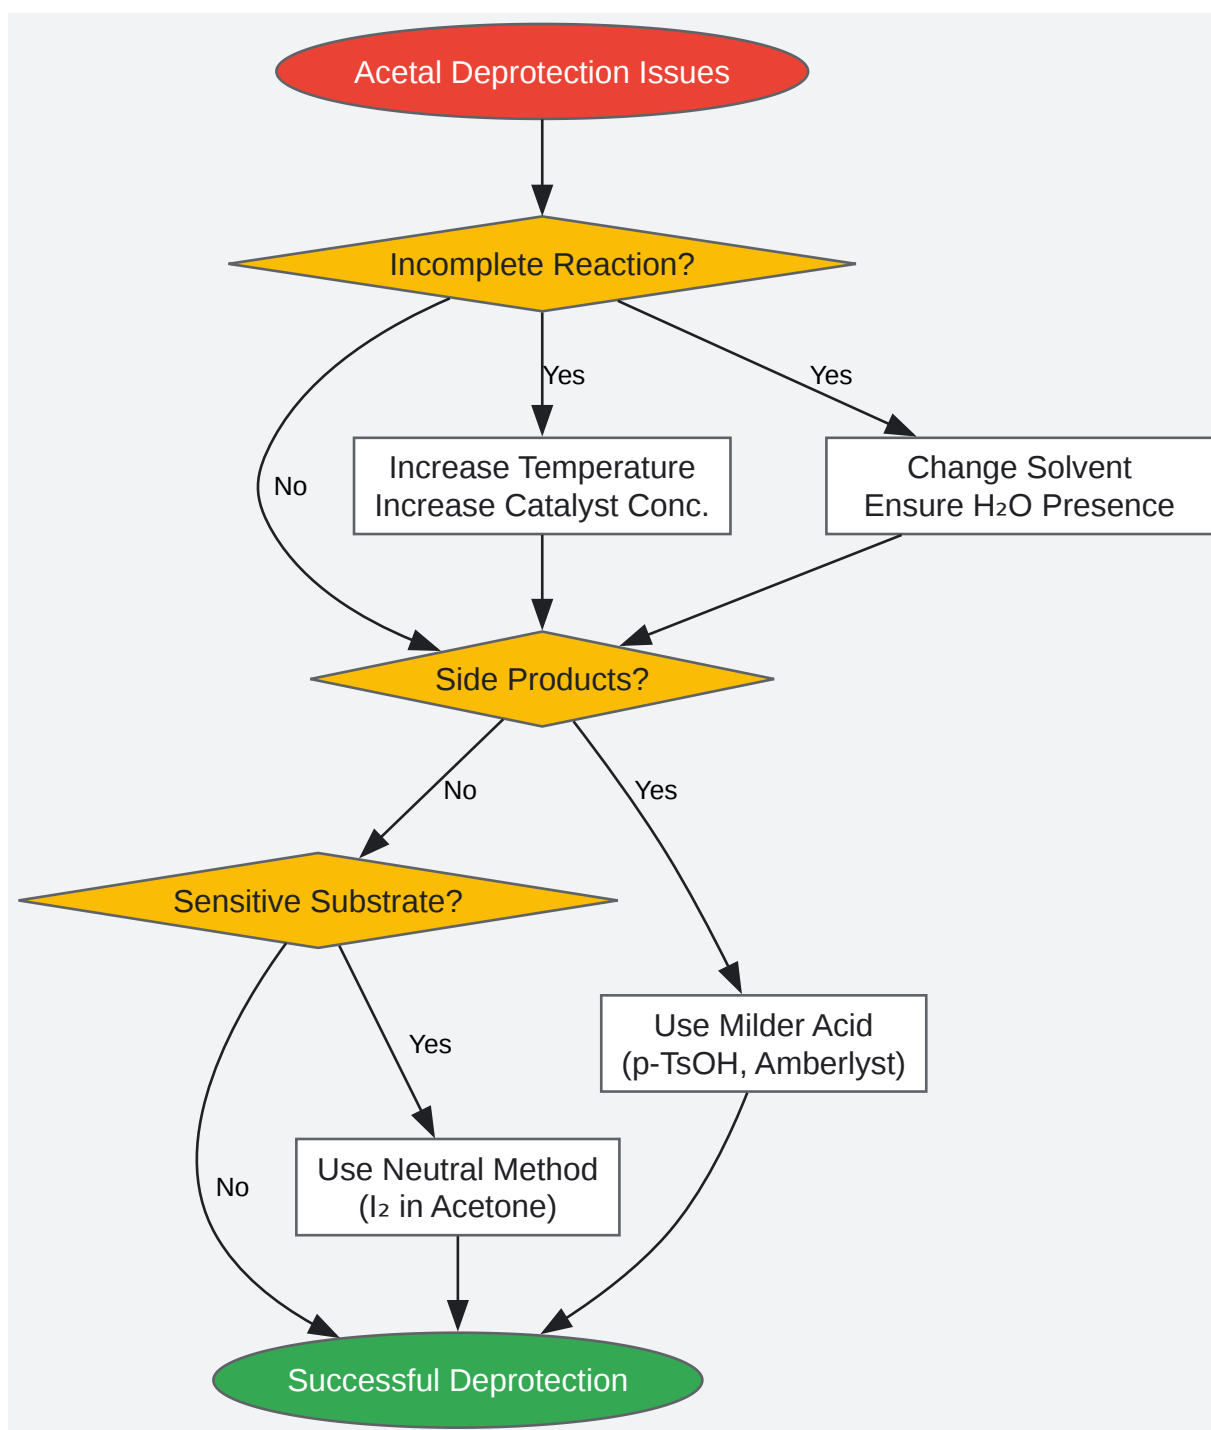 Acetal Deprotection Issues
Incomplete Reaction?
Yes
Yes
No
Increase Temperature
Increase Catalyst Conc.
Change Solvent
Ensure H₂O Presence
Side Products?
No
Yes
Sensitive Substrate?
Use Milder Acid
(p-TsOH, Amberlyst)
Yes
No
Use Neutral Method
(I₂ in Acetone)
Successful Deprotection